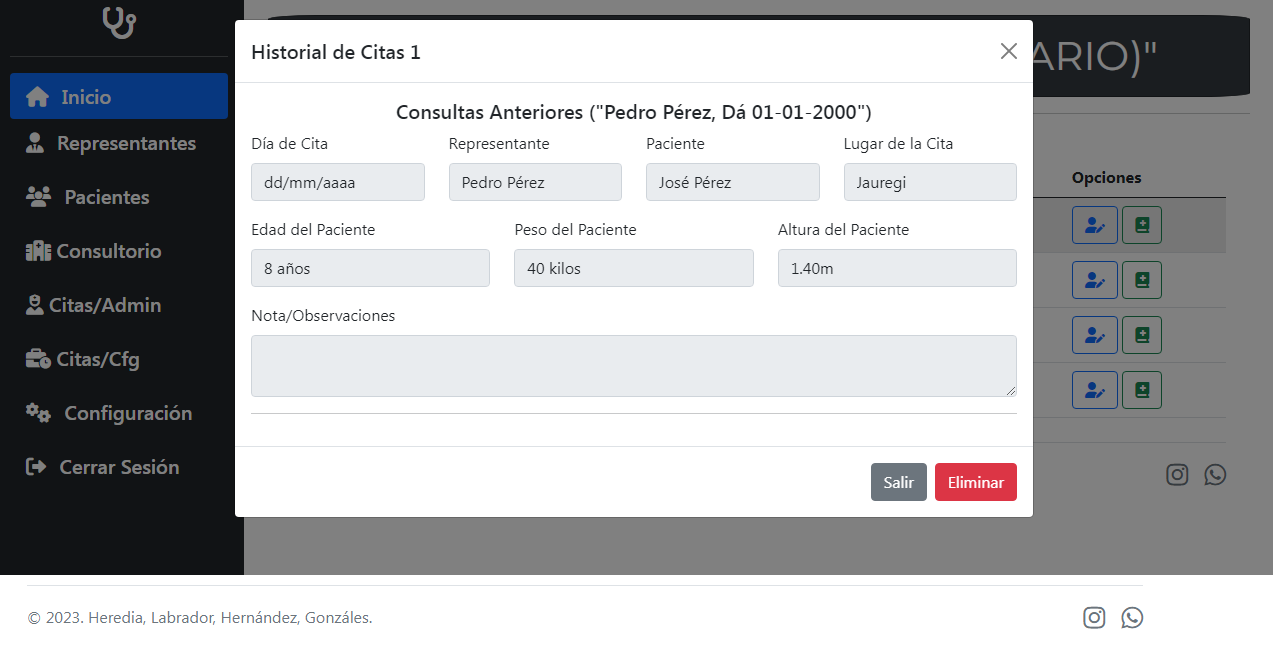 Historial de Citas 1
ARIO)"
Inicio
Representantes
Pacientes
Consultorio
Citas/Admin
Citas/Cfg
Configuración
Cerrar Sesión
Consultas Anteriores ("Pedro Pérez, Dá 01-01-2000")
Día de Cita Representante Paciente Lugar de la Cita
dd/mm/aaaa Pedro Pérez José Pérez Jauregi
Edad del Paciente Peso del Paciente Altura del Paciente
8 años 40 kilos 1.40m
Nota/Observaciones
Salir Eliminar
Opciones
© 2023. Heredia, Labrador, Hernández, Gonzáles.